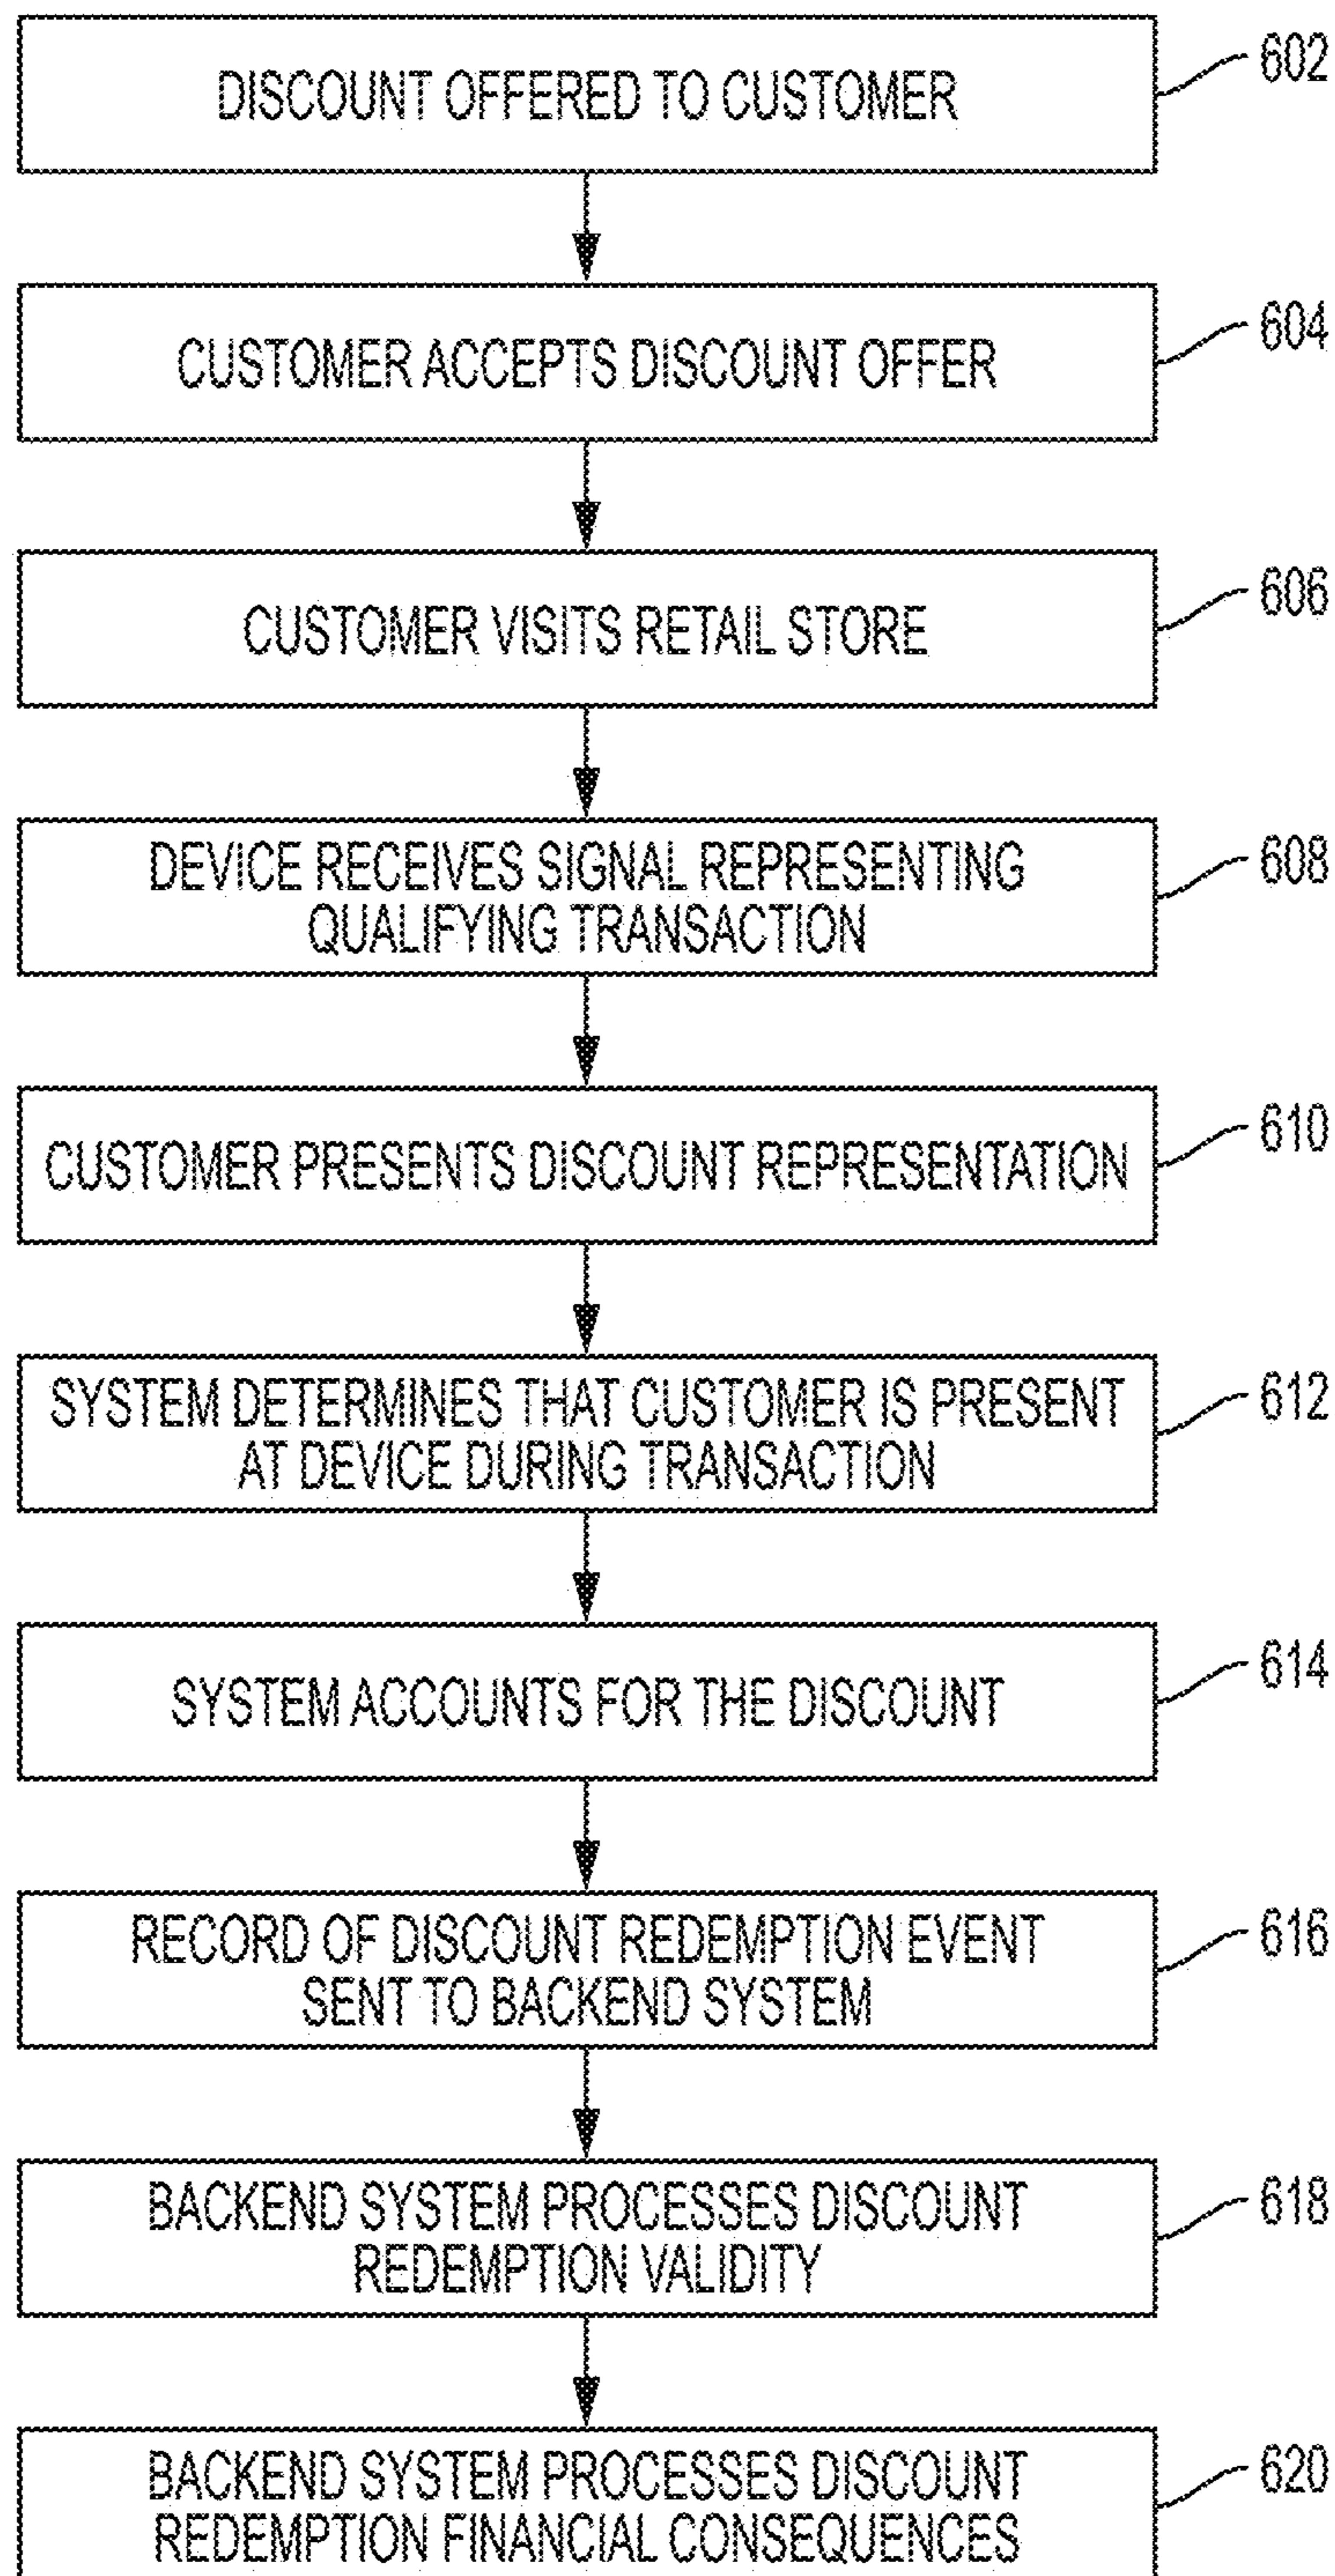 DISCOUNT OFFERED TO CUSTOMER
602
CUSTOMER ACCEPTS DISCOUNT OFFER
604
CUSTOMER VISITS RETAIL STORE
606
DEVICE RECEIVES SIGNAL REPRESENTING
QUALIFYING TRANSACTION
608
CUSTOMER PRESENTS DISCOUNT REPRESENTATION
610
SYSTEM DETERMINES THAT CUSTOMER IS PRESENT
AT DEVICE DURING TRANSACTION
612
SYSTEM ACCOUNTS FOR THE DISCOUNT
614
RECORD OF DISCOUNT REDEMPTION EVENT
SENT TO BACKEND SYSTEM
616
BACKEND SYSTEM PROCESSES DISCOUNT
REDEMPTION VALIDITY
618
BACKEND SYSTEM PROCESSES DISCOUNT
REDEMPTION FINANCIAL CONSEQUENCES
620